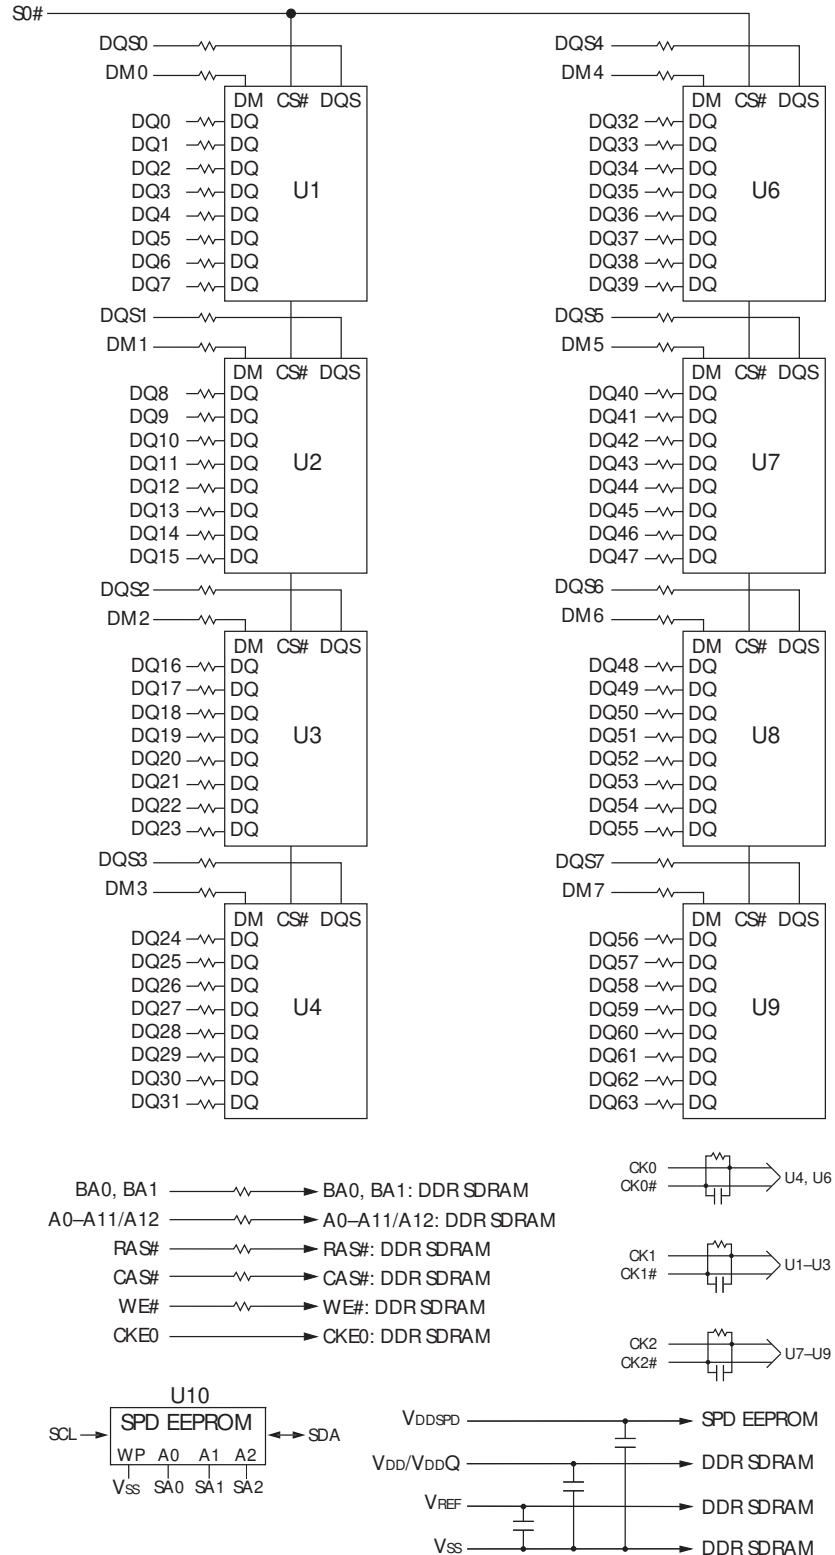 S0#
DQS0
DM0
DM CS# DQS
DQ0 DQ
DQ1 DQ
DQ2 DQ
DQ3 DQ
DQ4 DQ
DQ5 DQ
DQ6 DQ
DQ7 DQ
U1
DQS1
DM1
DM CS# DQS
DQ8 DQ
DQ9 DQ
DQ10 DQ
DQ11 DQ
DQ12 DQ
DQ13 DQ
DQ14 DQ
DQ15 DQ
U2
DQS2
DM2
DM CS# DQS
DQ16 DQ
DQ17 DQ
DQ18 DQ
DQ19 DQ
DQ20 DQ
DQ21 DQ
DQ22 DQ
DQ23 DQ
U3
DQS3
DM3
DM CS# DQS
DQ24 DQ
DQ25 DQ
DQ26 DQ
DQ27 DQ
DQ28 DQ
DQ29 DQ
DQ30 DQ
DQ31 DQ
U4
DQS4
DM4
DM CS# DQS
DQ32 DQ
DQ33 DQ
DQ34 DQ
DQ35 DQ
DQ36 DQ
DQ37 DQ
DQ38 DQ
DQ39 DQ
U6
DQS5
DM5
DM CS# DQS
DQ40 DQ
DQ41 DQ
DQ42 DQ
DQ43 DQ
DQ44 DQ
DQ45 DQ
DQ46 DQ
DQ47 DQ
U7
DQS6
DM6
DM CS# DQS
DQ48 DQ
DQ49 DQ
DQ50 DQ
DQ51 DQ
DQ52 DQ
DQ53 DQ
DQ54 DQ
DQ55 DQ
U8
DQS7
DM7
DM CS# DQS
DQ56 DQ
DQ57 DQ
DQ58 DQ
DQ59 DQ
DQ60 DQ
DQ61 DQ
DQ62 DQ
DQ63 DQ
U9
BA0, BA1 BA0, BA1: DDR SDRAM
A0–A11/A12 A0–A11/A12: DDR SDRAM
RAS# RAS#: DDR SDRAM
CAS# CAS#: DDR SDRAM
WE# WE#: DDR SDRAM
CKE0 CKE0: DDR SDRAM
CK0
CK0#
U4, U6
CK1
CK1#
U1–U3
CK2
CK2#
U7–U9
U10
SPD EEPROM
SCL
SDA
WP A0 A1 A2
VSS SA0 SA1 SA2
VDDSPD SPD EEPROM
VDD/VDDQ DDR SDRAM
VREF DDR SDRAM
VSS DDR SDRAM